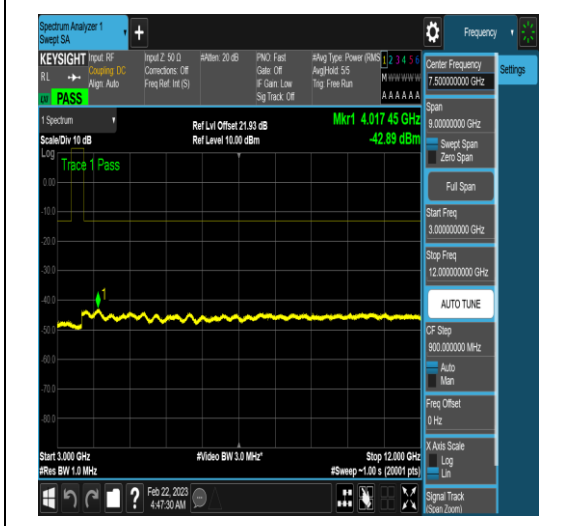 Spectrum Analyzer 1
Swept SA
Frequency
KEYSIGHT
RL
Input: RF
Coupling: DC
Align: Auto
Input Z: 50 Ω
Corrections: Off
Freq Ref: Int (S)
#Atten: 20 dB
PNO: Fast
Gate: Off
IF Gain: Low
Sig Track: Off
#Avg Type: Power (RMS
Avg|Hold: 5/5
Trig: Free Run
1 2 3 4 5 6
M W W W W W
A A A A A A
PASS
1 Spectrum
Scale/Div 10 dB
Ref Lvl Offset 21.93 dB
Ref Level 10.00 dBm
Mkr1 4.017 45 GHz
-42.89 dBm
Log
Trace 1 Pass
0.00
-10.0
-20.0
-30.0
-40.0
-50.0
-60.0
-70.0
-80.0
1
Start 3.000 GHz
#Res BW 1.0 MHz
#Video BW 3.0 MHz*
Stop 12.000 GHz
#Sweep ~1.00 s (20001 pts)
Feb 22, 2023
4:47:30 AM
Center Frequency
7.500000000 GHz
Settings
Span
9.00000000 GHz
Swept Span
Zero Span
Full Span
Start Freq
3.000000000 GHz
Stop Freq
12.000000000 GHz
AUTO TUNE
CF Step
900.000000 MHz
Auto
Man
Freq Offset
0 Hz
X Axis Scale
Log
Lin
Signal Track
(Span Zoom)